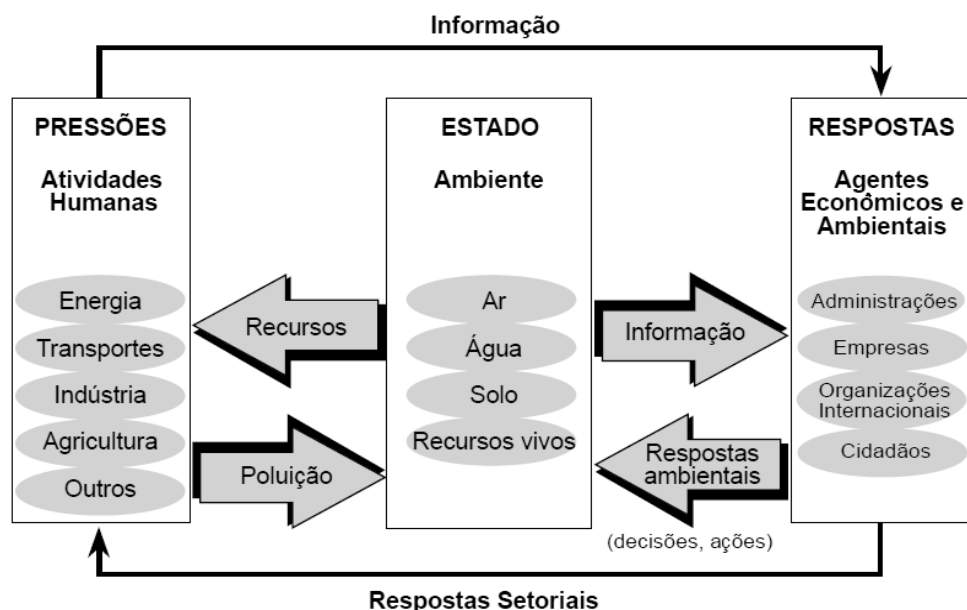 Informação
PRESSÕES
Atividades
Humanas
Energia
Transportes
Indústria
Agricultura
Outros
Recursos
Poluição
ESTADO
Ambiente
Ar
Água
Solo
Recursos vivos
Informação
Respostas
ambientais
(decisões, ações)
RESPOSTAS
Agentes
Econômicos e
Ambientais
Administrações
Empresas
Organizações
Internacionais
Cidadãos
Respostas Setoriais